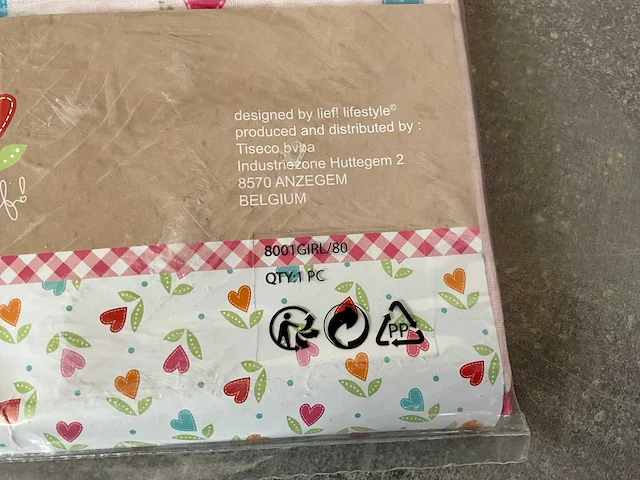 designed by lief! lifestyle©
produced and distributed by :
Tiseco bvba
Industriezone Huttegem 2
8570 ANZEGEM
BELGIUM
8001GIRL/80
QTY:1 PC
PP